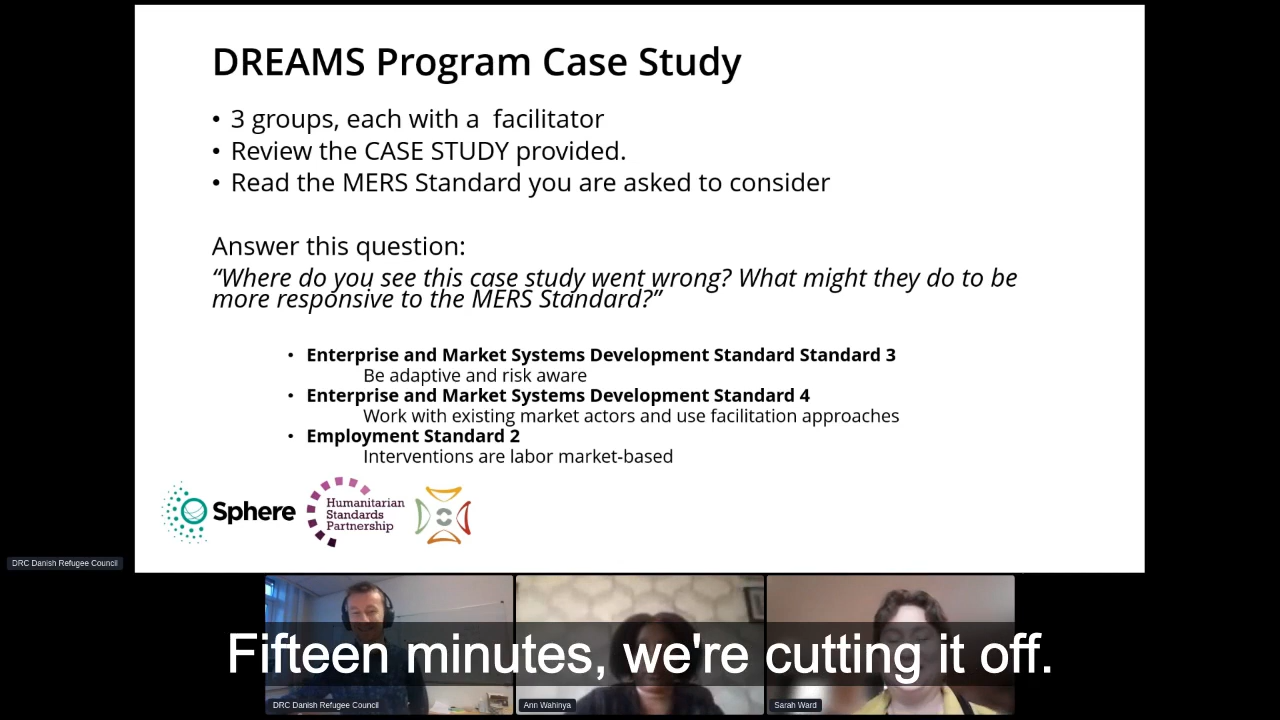 DREAMS Program Case Study
• 3 groups, each with a  facilitator
• Review the CASE STUDY provided.
• Read the MERS Standard you are asked to consider
Answer this question:
“Where do you see this case study went wrong? What might they do to be
more responsive to the MERS Standard?”
• Enterprise and Market Systems Development Standard Standard 3
Be adaptive and risk aware
• Enterprise and Market Systems Development Standard 4
Work with existing market actors and use facilitation approaches
• Employment Standard 2
Interventions are labor market-based
Sphere
Humanitarian
Standards
Partnership
DRC Danish Refugee Council
Fifteen minutes, we're cutting it off.
DRC Danish Refugee Council
Ann Wahinya
Sarah Ward